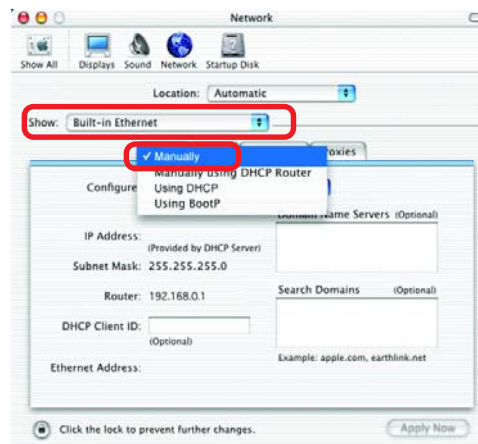 Network
Show All Displays Sound Network Startup Disk
Location: Automatic
Show: Built-in Ethernet
✓ Manually
Manually using DHCP Router
Using DHCP
Using BootP
Proxies
Configure
Domain Name Servers (Optional)
IP Address:
(Provided by DHCP Server)
Subnet Mask: 255.255.255.0
Router: 192.168.0.1
Search Domains (Optional)
DHCP Client ID:
(Optional)
Example: apple.com, earthlink.net
Ethernet Address:
Click the lock to prevent further changes.
Apply Now